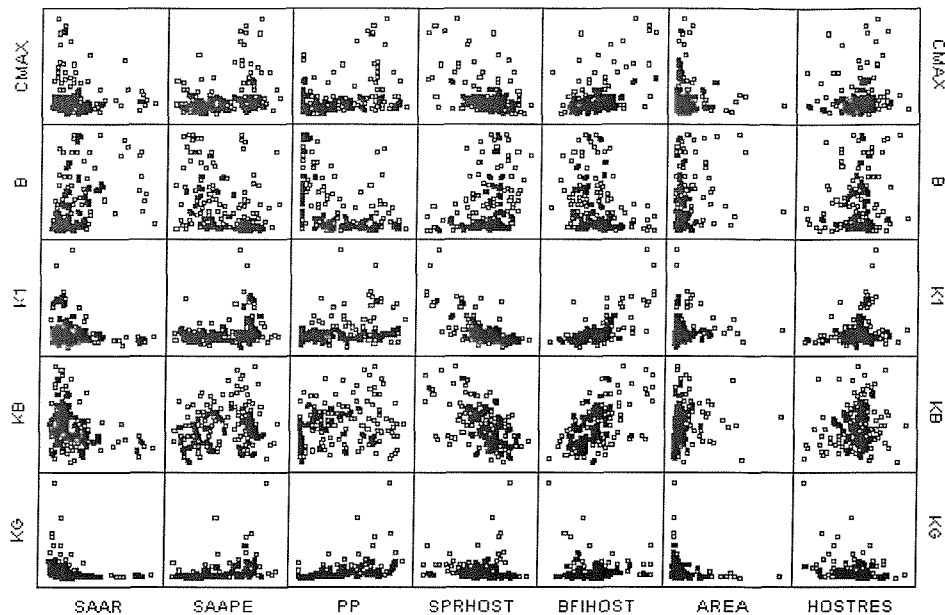 CMAX CMAX
B B
K1 K1
KB KB
KG KG
SAAR SAAPE PP SPRHOST BFIHOST AREA HOSTRES